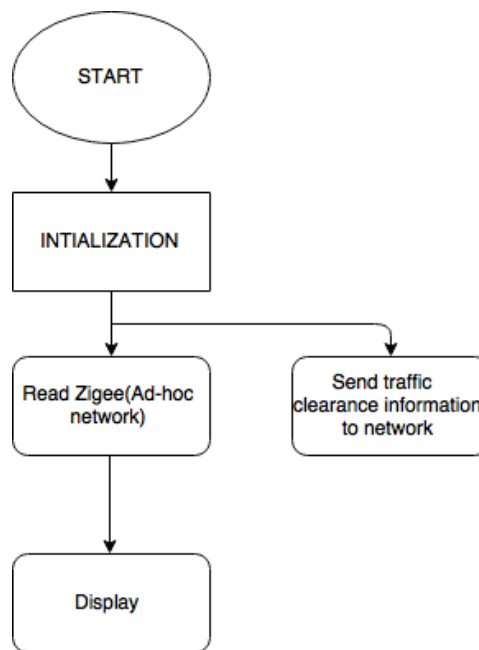 START
INTIALIZATION
Read Zigee(Ad-hoc
network)
Send traffic
clearance information
to network
Display